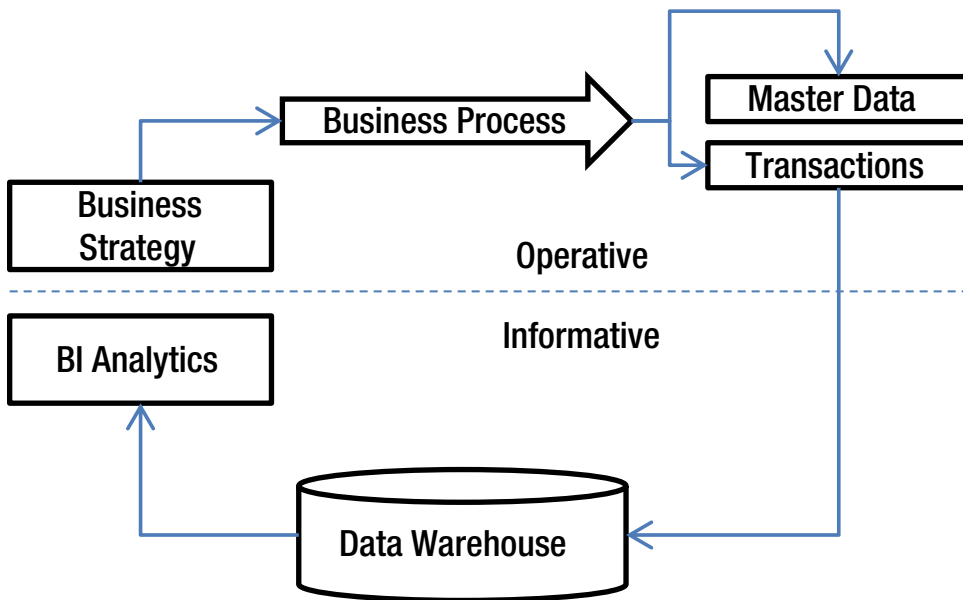 Master Data
Business Process
Transactions
Business
Strategy
Operative
Informative
BI Analytics
Data Warehouse